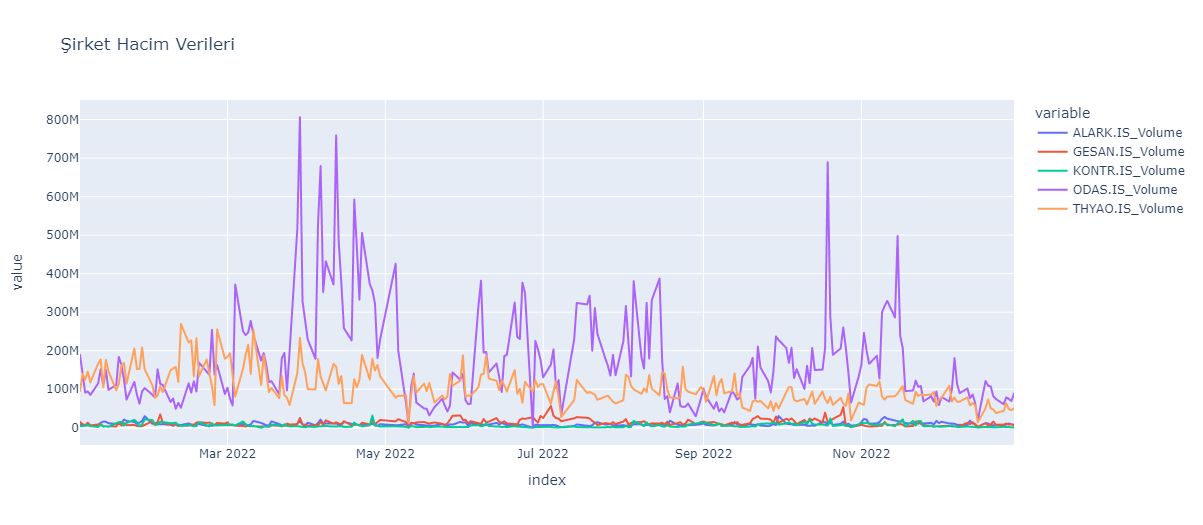 Şirket Hacim Verileri
variable
ALARK.IS_Volume
GESAN.IS_Volume
KONTR.IS_Volume
ODAS.IS_Volume
THYAO.IS_Volume
value
800M
700M
600M
500M
400M
300M
200M
100M
0
Mar 2022
May 2022
Jul 2022
Sep 2022
Nov 2022
index